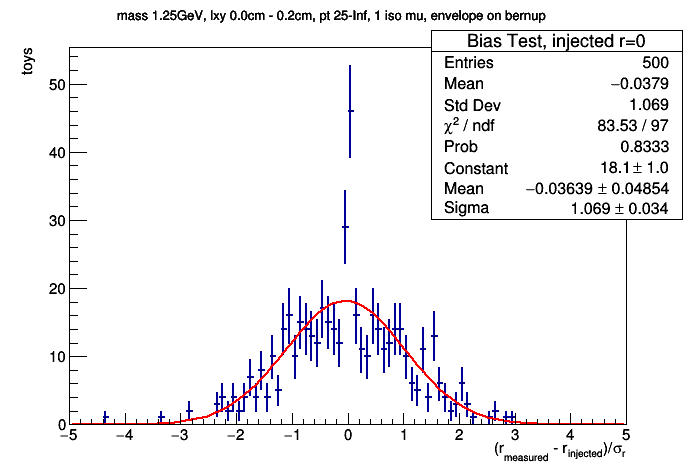 mass 1.25GeV, lxy 0.0cm - 0.2cm, pt 25-Inf, 1 iso mu, envelope on bernup
Bias Test, injected r=0
Entries 500
Mean −0.0379
Std Dev 1.069
χ² / ndf 83.53 / 97
Prob 0.8333
Constant 18.1 ± 1.0
Mean −0.03639 ± 0.04854
Sigma 1.069 ± 0.034
toys
50
40
30
20
10
0
−5 −4 −3 −2 −1 0 1 2 3 4 5
(r_measured - r_injected)/σ_r